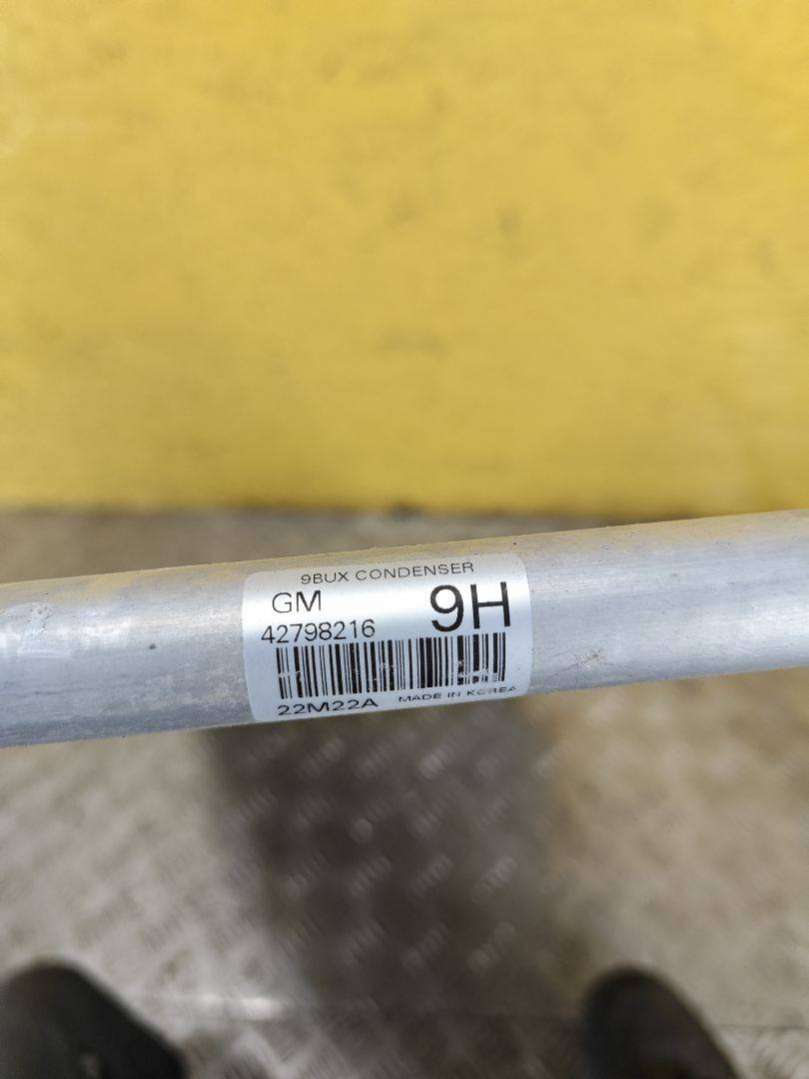 9BUX CONDENSER
GM
9H
42798216
22M22A MADE IN KOREA